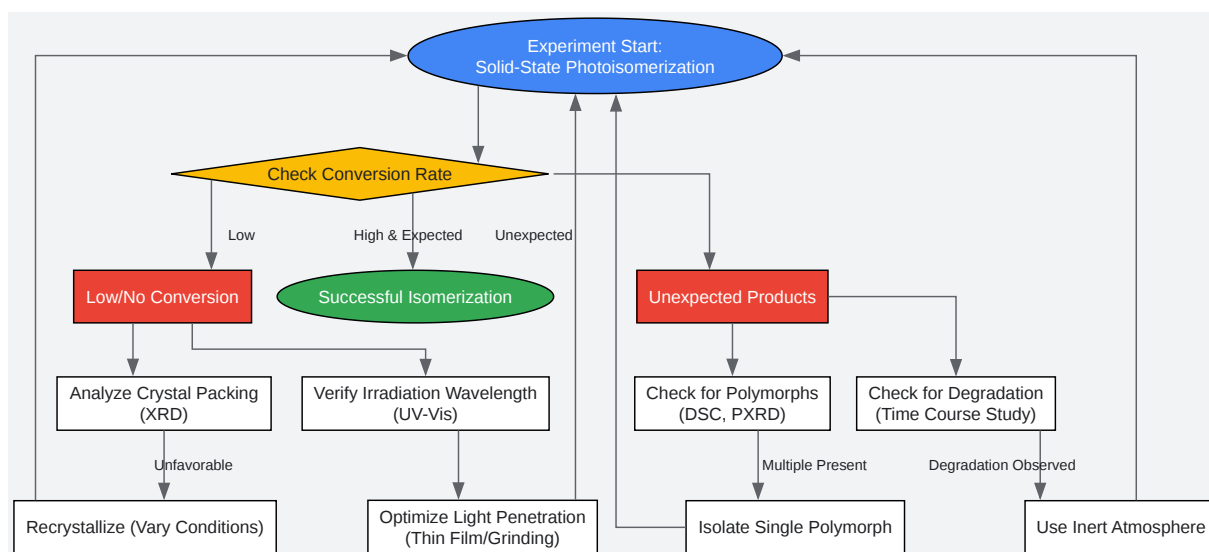 Experiment Start:
Solid-State Photoisomerization
Check Conversion Rate
Low
High & Expected
Unexpected
Low/No Conversion
Successful Isomerization
Unexpected Products
Analyze Crystal Packing
(XRD)
Verify Irradiation Wavelength
(UV-Vis)
Check for Polymorphs
(DSC, PXRD)
Check for Degradation
(Time Course Study)
Unfavorable
Multiple Present
Degradation Observed
Recrystallize (Vary Conditions)
Optimize Light Penetration
(Thin Film/Grinding)
Isolate Single Polymorph
Use Inert Atmosphere